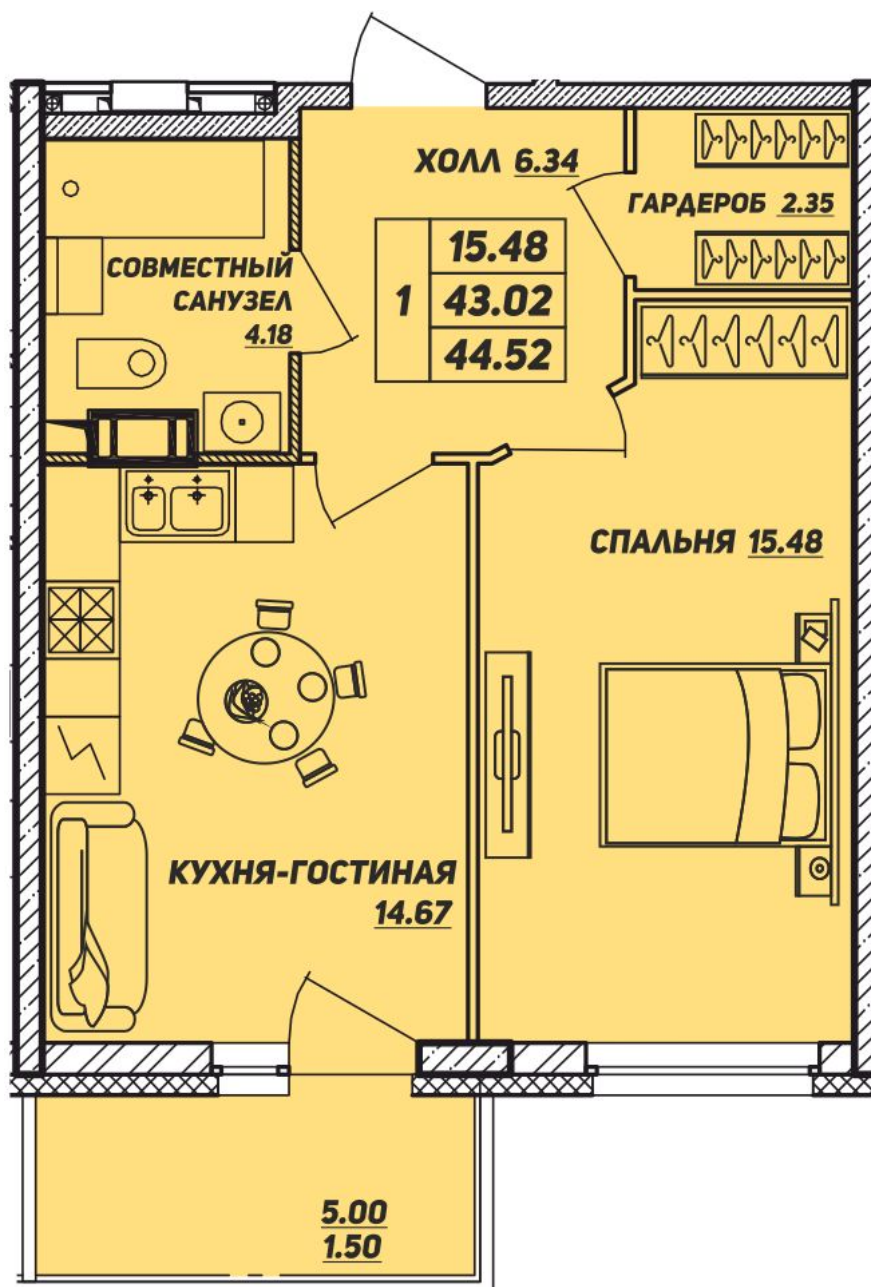 ХОЛЛ 6.34
ГАРДЕРОБ 2.35
15.48
1 43.02
44.52
СОВМЕСТНЫЙ
САНУЗЕЛ
4.18
СПАЛЬНЯ 15.48
КУХНЯ-ГОСТИНАЯ
14.67
5.00
1.50